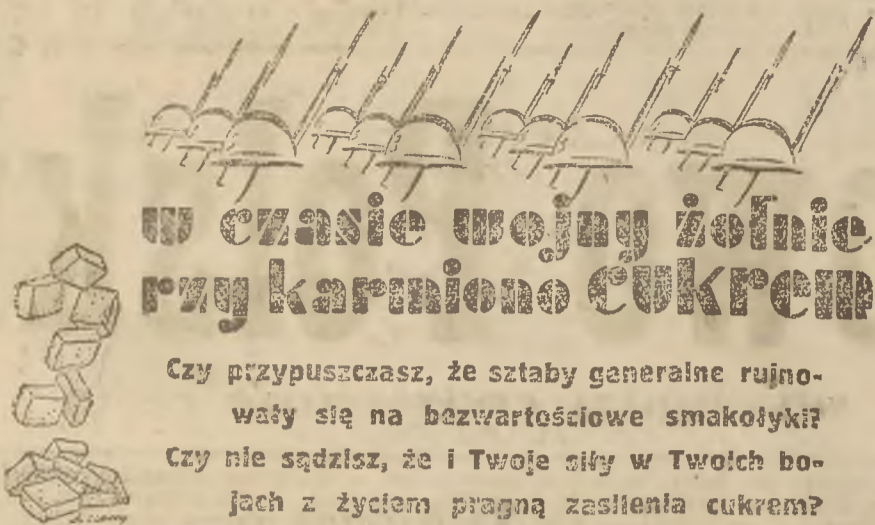 w czasie wojny żołnie
rzy karmiono cukrem
Czy przypuszczasz, że sztaby generalne rujno-
wały się na bezwartościowe smakołyki?
Czy nie sądzisz, że i Twoje siły w Twoich bo-
jach z życiem pragną zasilenia cukrem?